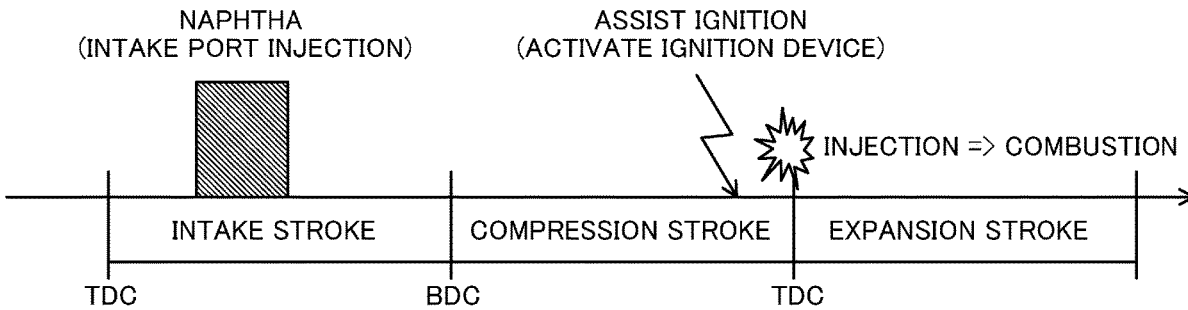 NAPHTHA
(INTAKE PORT INJECTION)
ASSIST IGNITION
(ACTIVATE IGNITION DEVICE)
INJECTION => COMBUSTION
INTAKE STROKE
COMPRESSION STROKE
EXPANSION STROKE
TDC
BDC
TDC